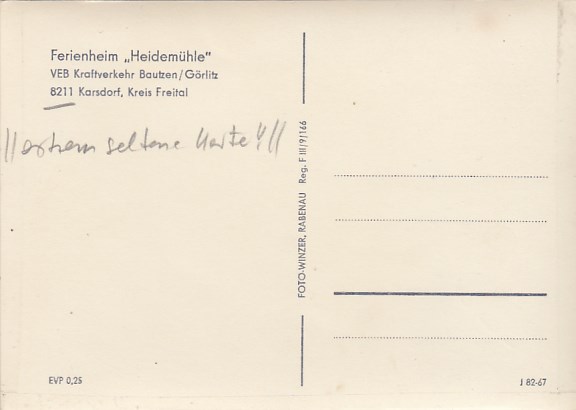 Ferienheim „Heidemühle"
VEB Kraftverkehr Bautzen/Görlitz
8211 Karsdorf, Kreis Freital
!! extrem seltene Karte !!!
FOTO-WINZER, RABENAU Reg. F III/9/166
EVP 0,25
J 82-67